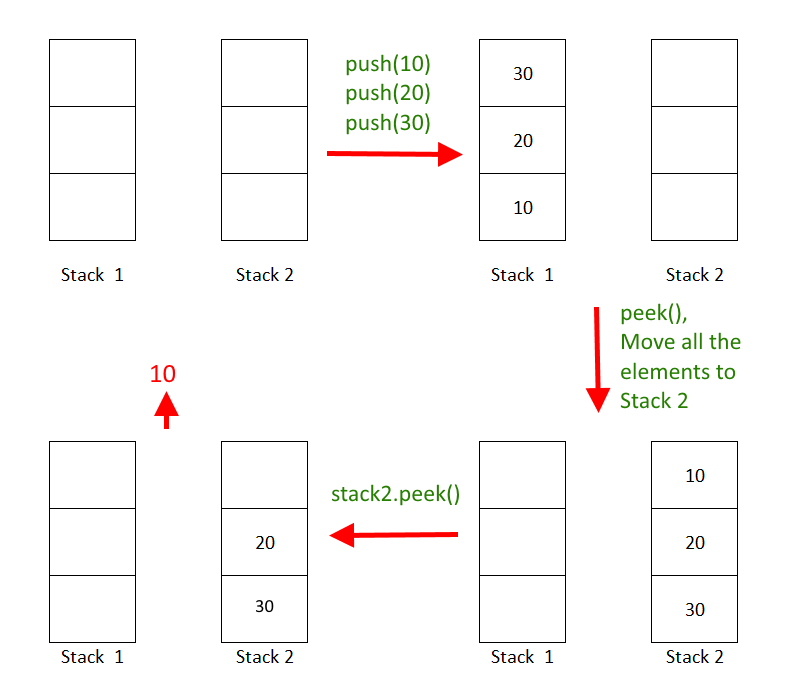 push(10)
push(20)
push(30)
30
20
10
Stack  1
Stack 2
Stack  1
Stack 2
peek(),
Move all the
elements to
Stack 2
10
stack2.peek()
20
30
10
20
30
Stack  1
Stack 2
Stack  1
Stack 2